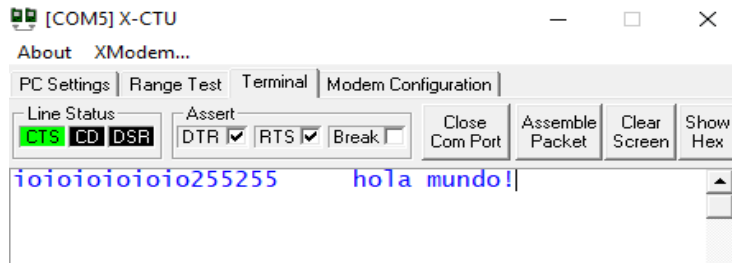 [COM5] X-CTU
About XModem...
PC Settings Range Test Terminal Modem Configuration
Line Status Assert
CTS CD DSR DTR RTS Break
Close Com Port
Assemble Packet
Clear Screen
Show Hex
ioioioioioio255255 hola mundo!